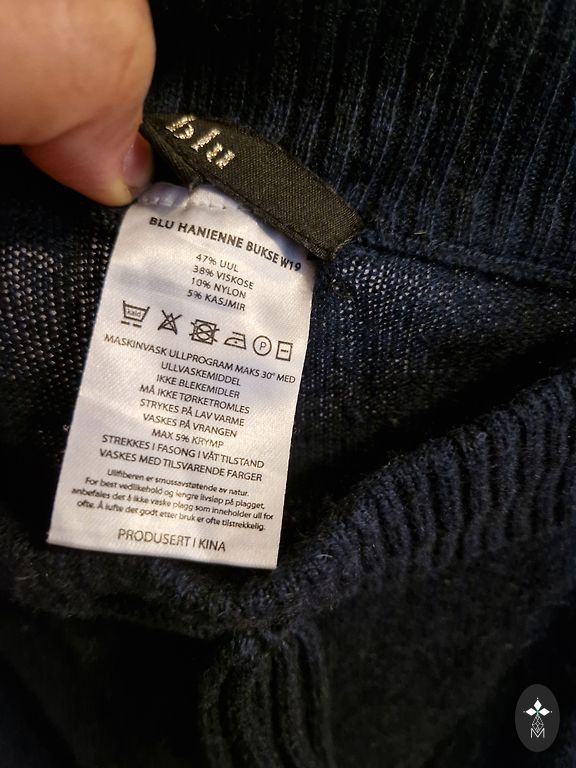 blu
BLU HANIENNE BUKSE W19
47% UUL
38% VISKOSE
10% NYLON
5% KASJMIR
kald
P
MASKINVASK ULLPROGRAM MAKS 30° MED
ULLVASKEMIDDEL
IKKE BLEKEMIDLER
MÅ IKKE TØRKETROMLES
STRYKES PÅ LAV VARME
VASKES PÅ VRANGEN
MAX 5% KRYMP
STREKKES I FASONG I VÅT TILSTAND
VASKES MED TILSVARENDE FARGER
Ullfiberen er smussavstøtende av natur.
For best vedlikehold og lengre livsløp på plagget,
anbefales det å ikke vaske plagg som inneholder ull for
ofte. Å lufte det godt etter bruk er ofte tilstrekkelig.
PRODUSERT I KINA
M